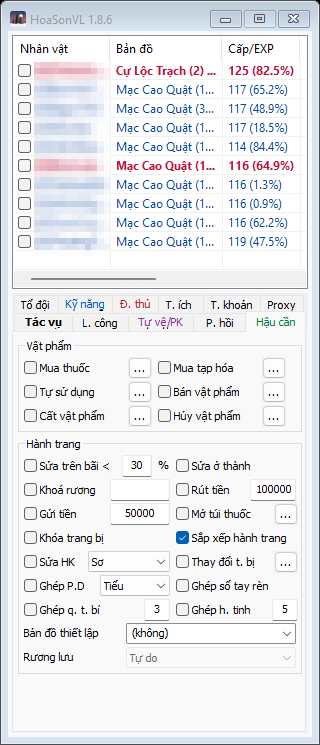 HoaSonVL 1.8.6
Nhân vật Bản đồ Cấp/EXP
Cự Lộc Trạch (2) ... 125 (82.5%)
Mạc Cao Quật (1... 117 (65.2%)
Mạc Cao Quật (3... 117 (48.9%)
Mạc Cao Quật (1... 117 (18.5%)
Mạc Cao Quật (1... 114 (84.4%)
Mạc Cao Quật (1... 116 (64.9%)
Mạc Cao Quật (1... 116 (1.3%)
Mạc Cao Quật (1... 116 (0.9%)
Mạc Cao Quật (1... 116 (62.2%)
Mạc Cao Quật (1... 119 (47.5%)
Tổ đội Kỹ năng Đ. thủ T. ích T. khoản Proxy
Tác vụ L. công Tự vệ/PK P. hồi Hậu cần
Vật phẩm
Mua thuốc ... Mua tạp hóa ...
Tự sử dụng ... Bán vật phẩm ...
Cất vật phẩm ... Hủy vật phẩm ...
Hành trang
Sửa trên bãi < 30 % Sửa ở thành
Khoá rương Rút tiền 100000
Gửi tiền 50000 Mở túi thuốc ...
Khóa trang bị Sắp xếp hành trang
Sửa HK Sơ Thay đổi t. bị ...
Ghép P.D Tiểu Ghép sổ tay rèn
Ghép q. t. bí 3 Ghép h. tinh 5
Bản đồ thiết lập (không)
Rương lưu Tự do